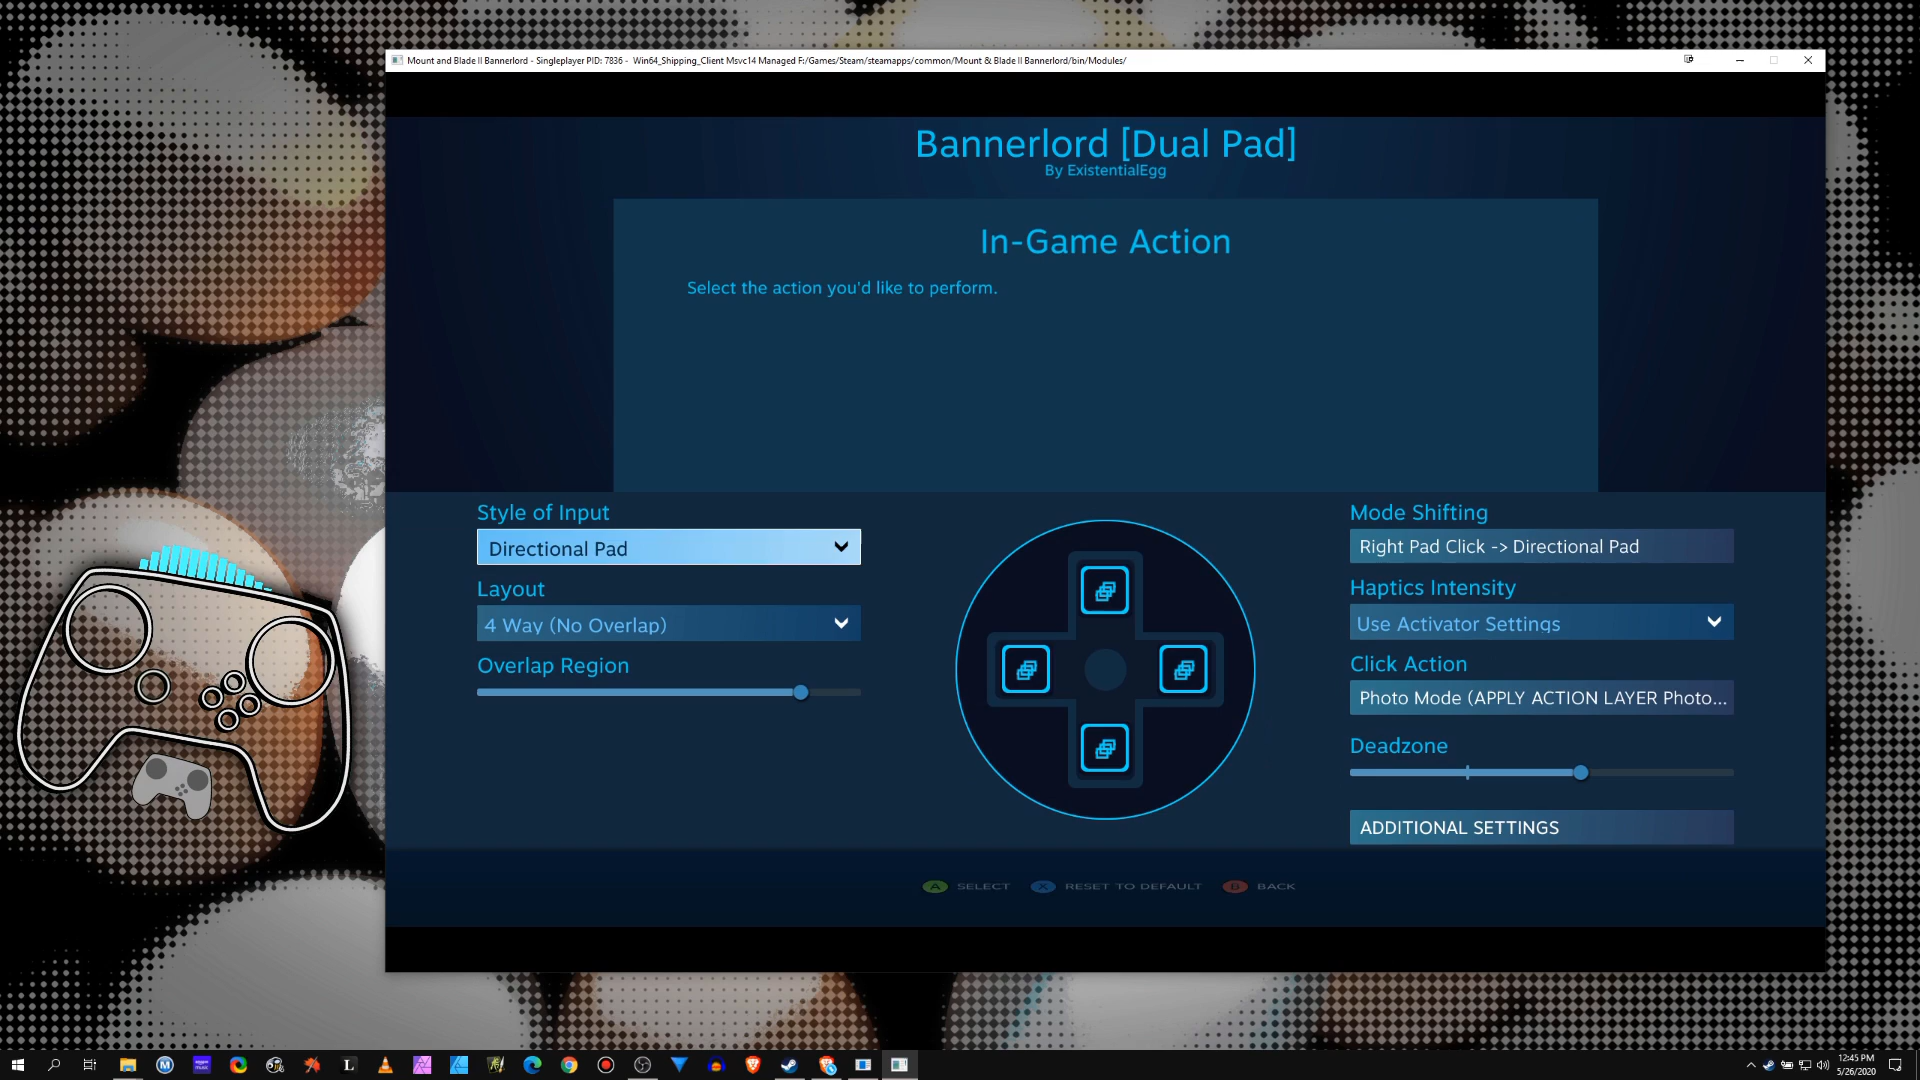 Mount and Blade II Bannerlord - Singleplayer PID: 7836 - Win64_Shipping_Client Msvc14 Managed F:/Games/Steam/steamapps/common/Mount & Blade II Bannerlord/bin/Modules/
Bannerlord [Dual Pad]
By ExistentialEgg
In-Game Action
Select the action you'd like to perform.
Style of Input
Directional Pad
Layout
4 Way (No Overlap)
Overlap Region
Mode Shifting
Right Pad Click -> Directional Pad
Haptics Intensity
Use Activator Settings
Click Action
Photo Mode (APPLY ACTION LAYER Photo...
Deadzone
ADDITIONAL SETTINGS
A SELECT X RESET TO DEFAULT B BACK
12:45 PM
5/26/2020